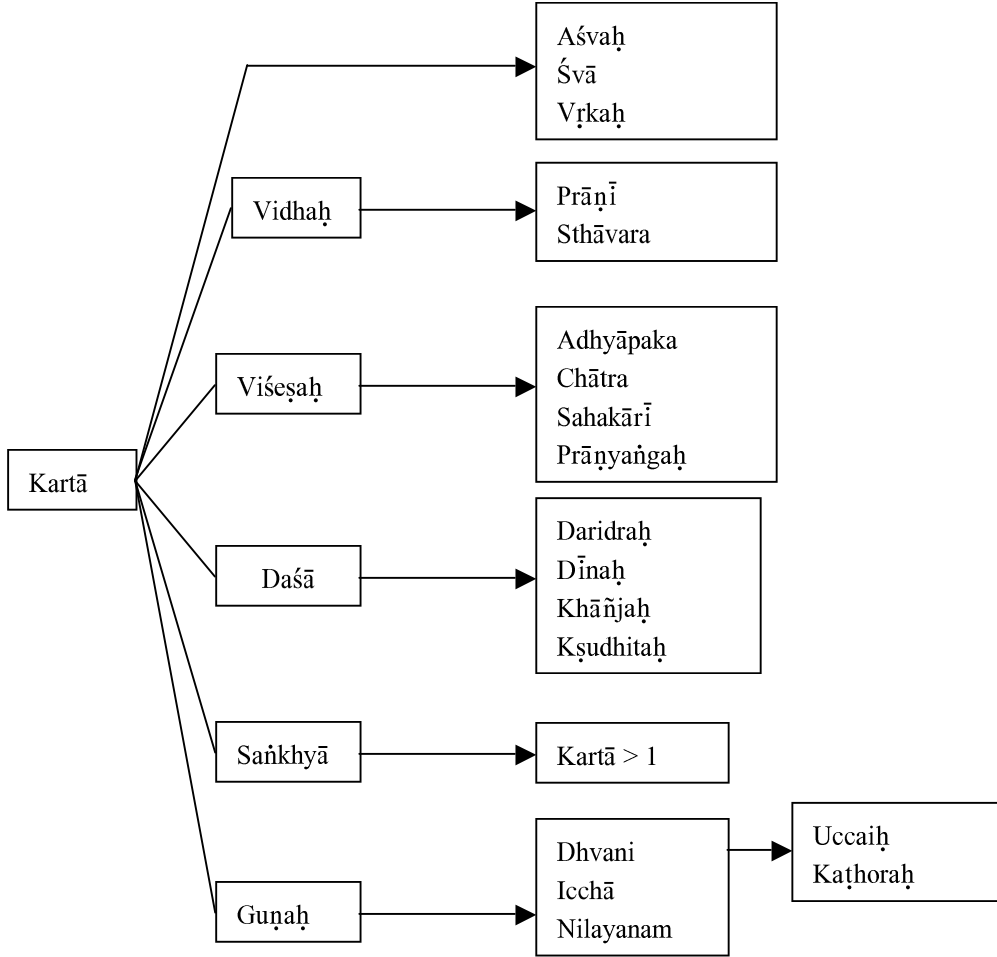 Aśvaḥ
Śvā
Vṛkaḥ
Vidhaḥ
Prāṇī
Sthāvara
Viśeṣaḥ
Adhyāpaka
Chātra
Sahakārī
Prāṇyaṅgaḥ
Kartā
Daśā
Daridraḥ
Dīnaḥ
Khāñjaḥ
Kṣudhitaḥ
Saṅkhyā
Kartā > 1
Guṇaḥ
Dhvani
Icchā
Nilayanam
Uccaiḥ
Kaṭhoraḥ